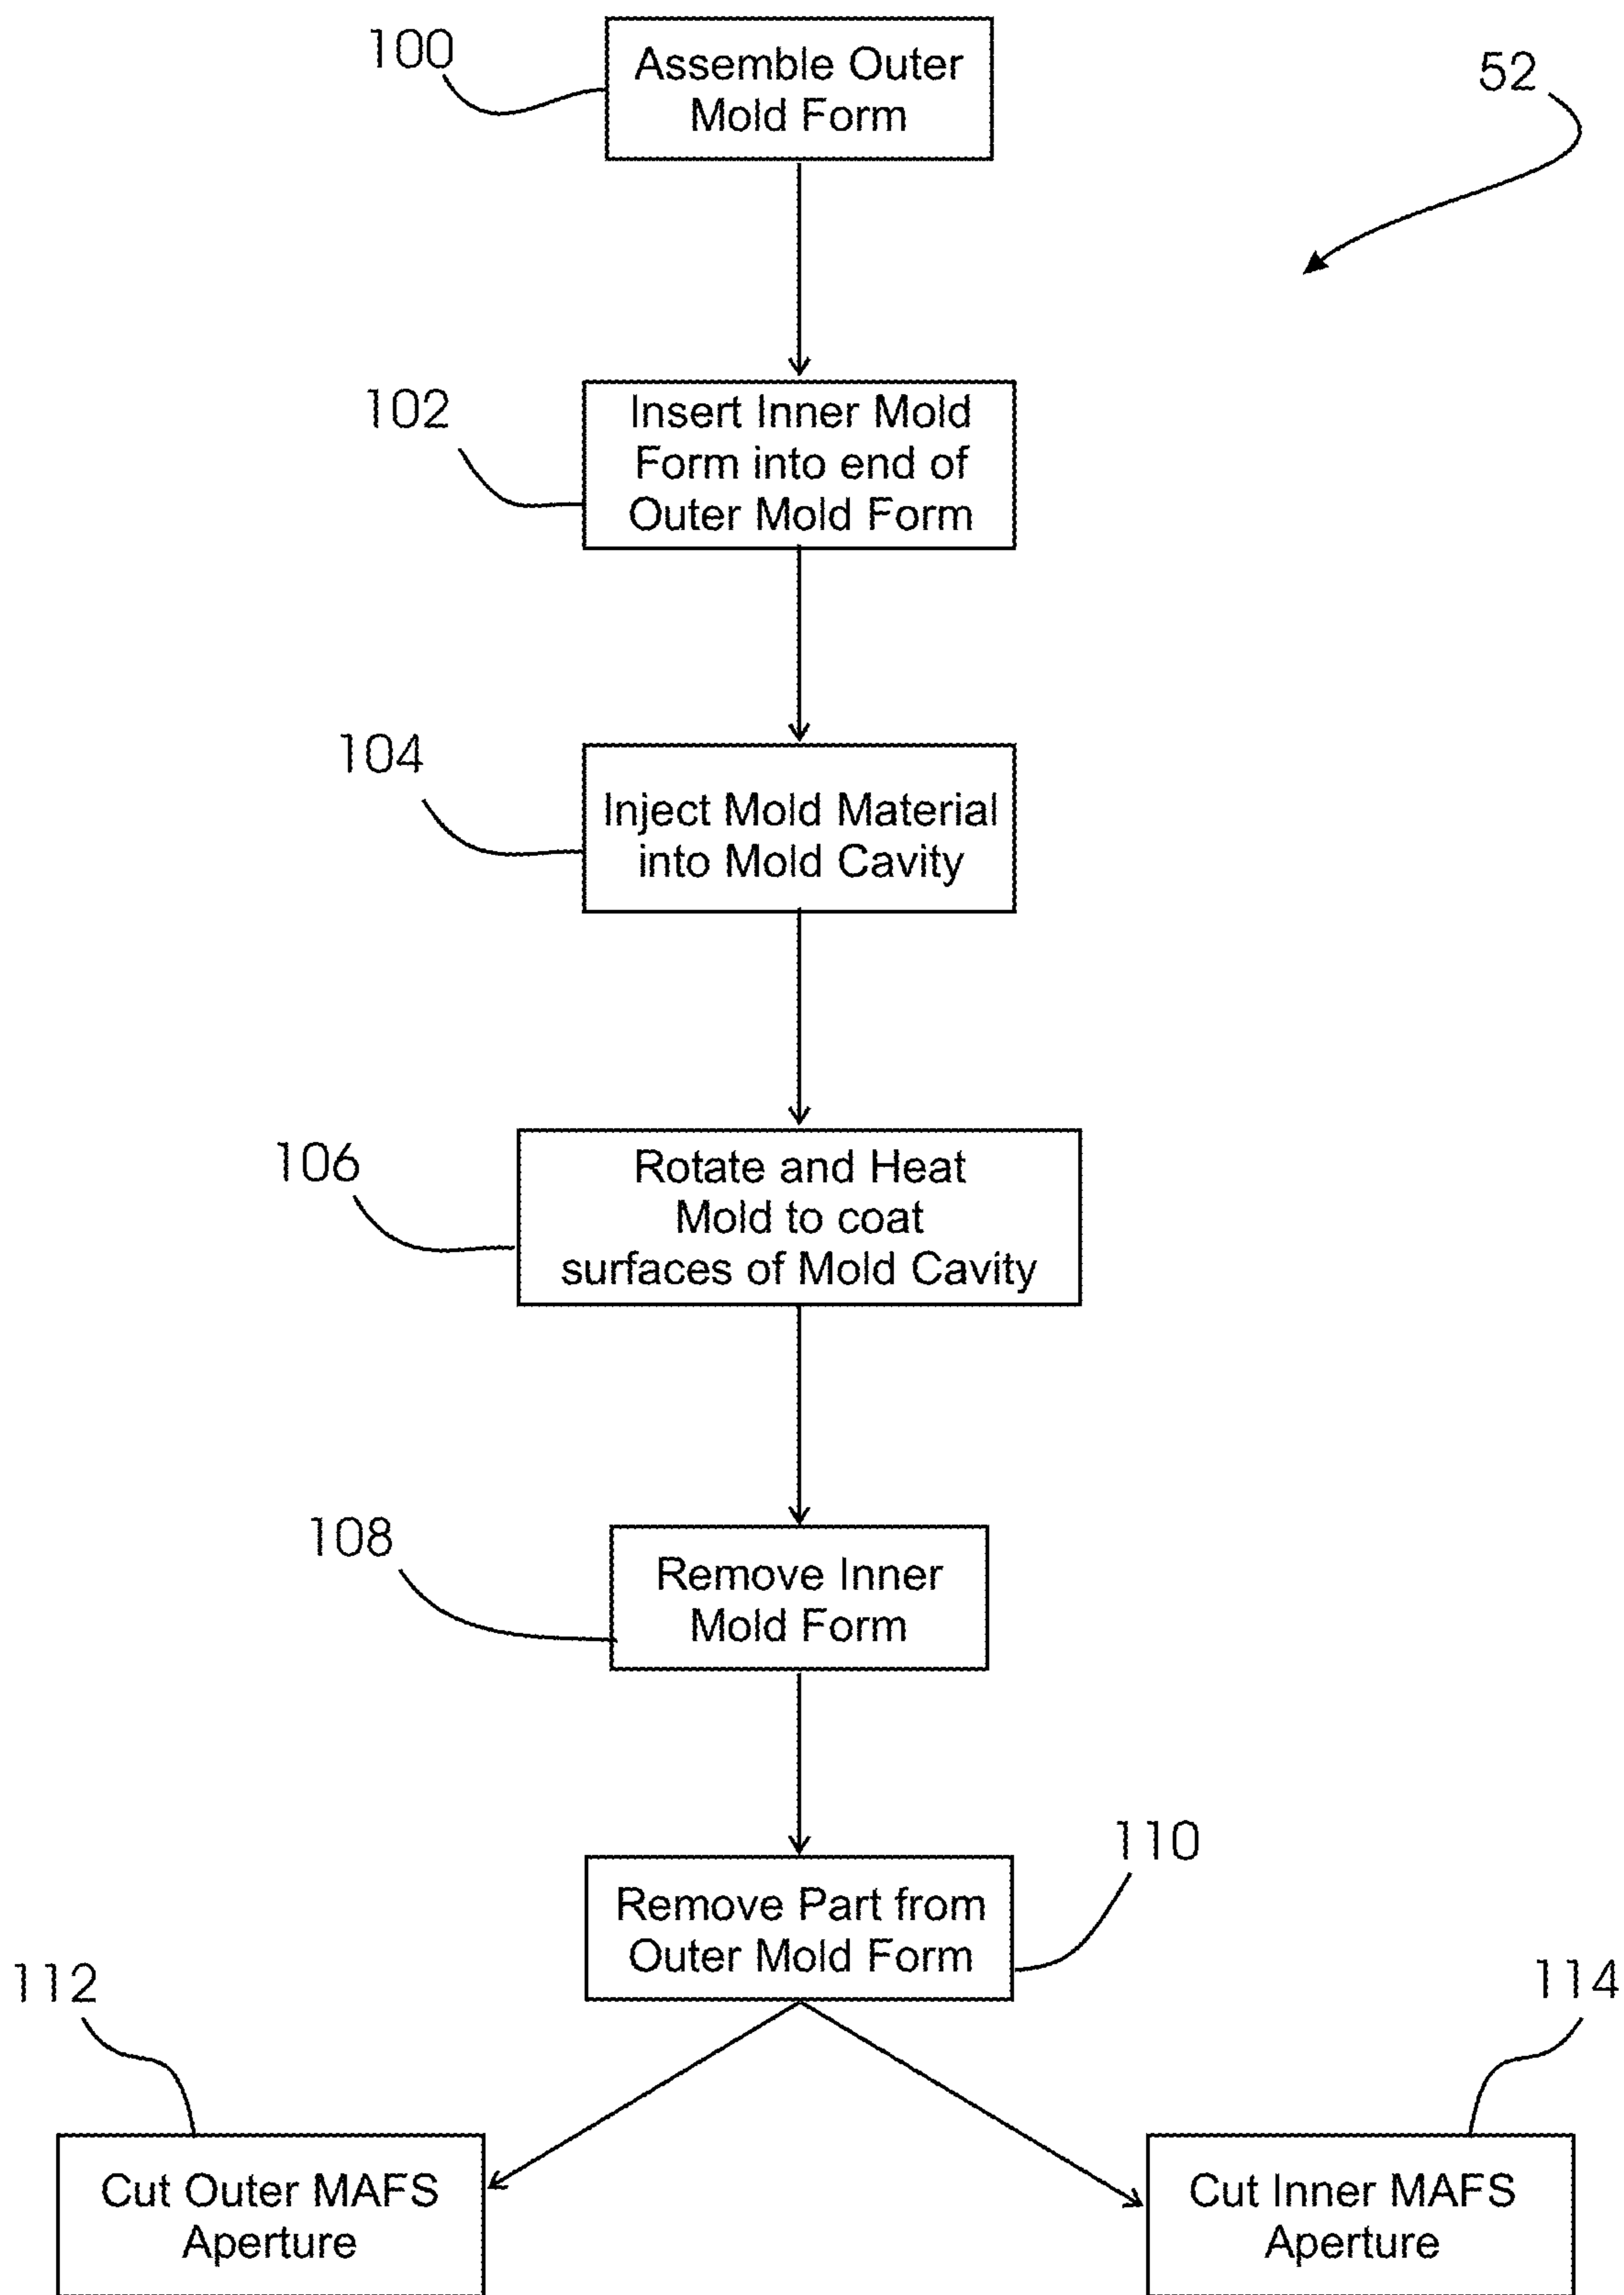 100
Assemble Outer
Mold Form
52
102
Insert Inner Mold
Form into end of
Outer Mold Form
104
Inject Mold Material
into Mold Cavity
106
Rotate and Heat
Mold to coat
surfaces of Mold Cavity
108
Remove Inner
Mold Form
110
Remove Part from
Outer Mold Form
112
114
Cut Outer MAFS
Aperture
Cut Inner MAFS
Aperture